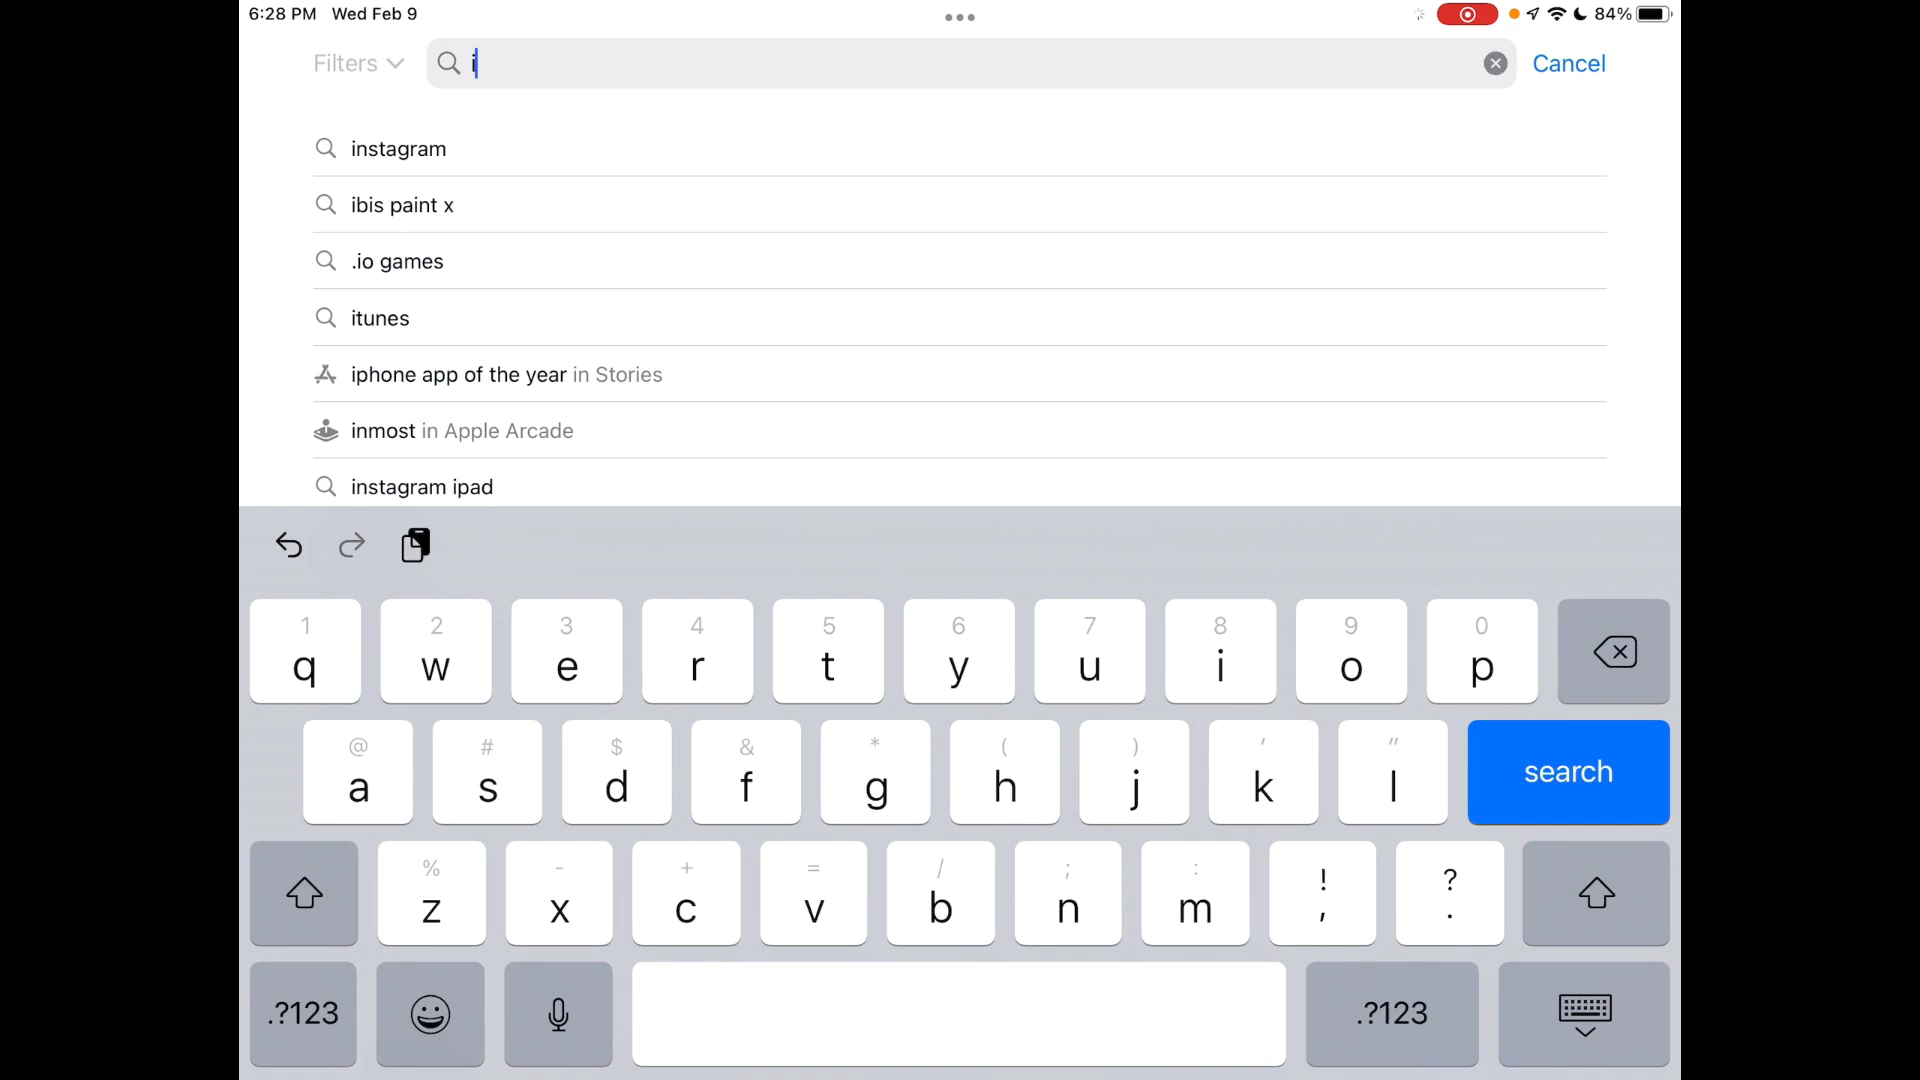 6:28 PM Wed Feb 9
84%
Filters
i
Cancel
instagram
ibis paint x
.io games
itunes
iphone app of the year in Stories
inmost in Apple Arcade
instagram ipad
1 2 3 4 5 6 7 8 9 0
q w e r t y u i o p
@ # $ & * ( ) ' "
a s d f g h j k l
search
% - + = / ; : ! ?
z x c v b n m , .
.?123
.?123